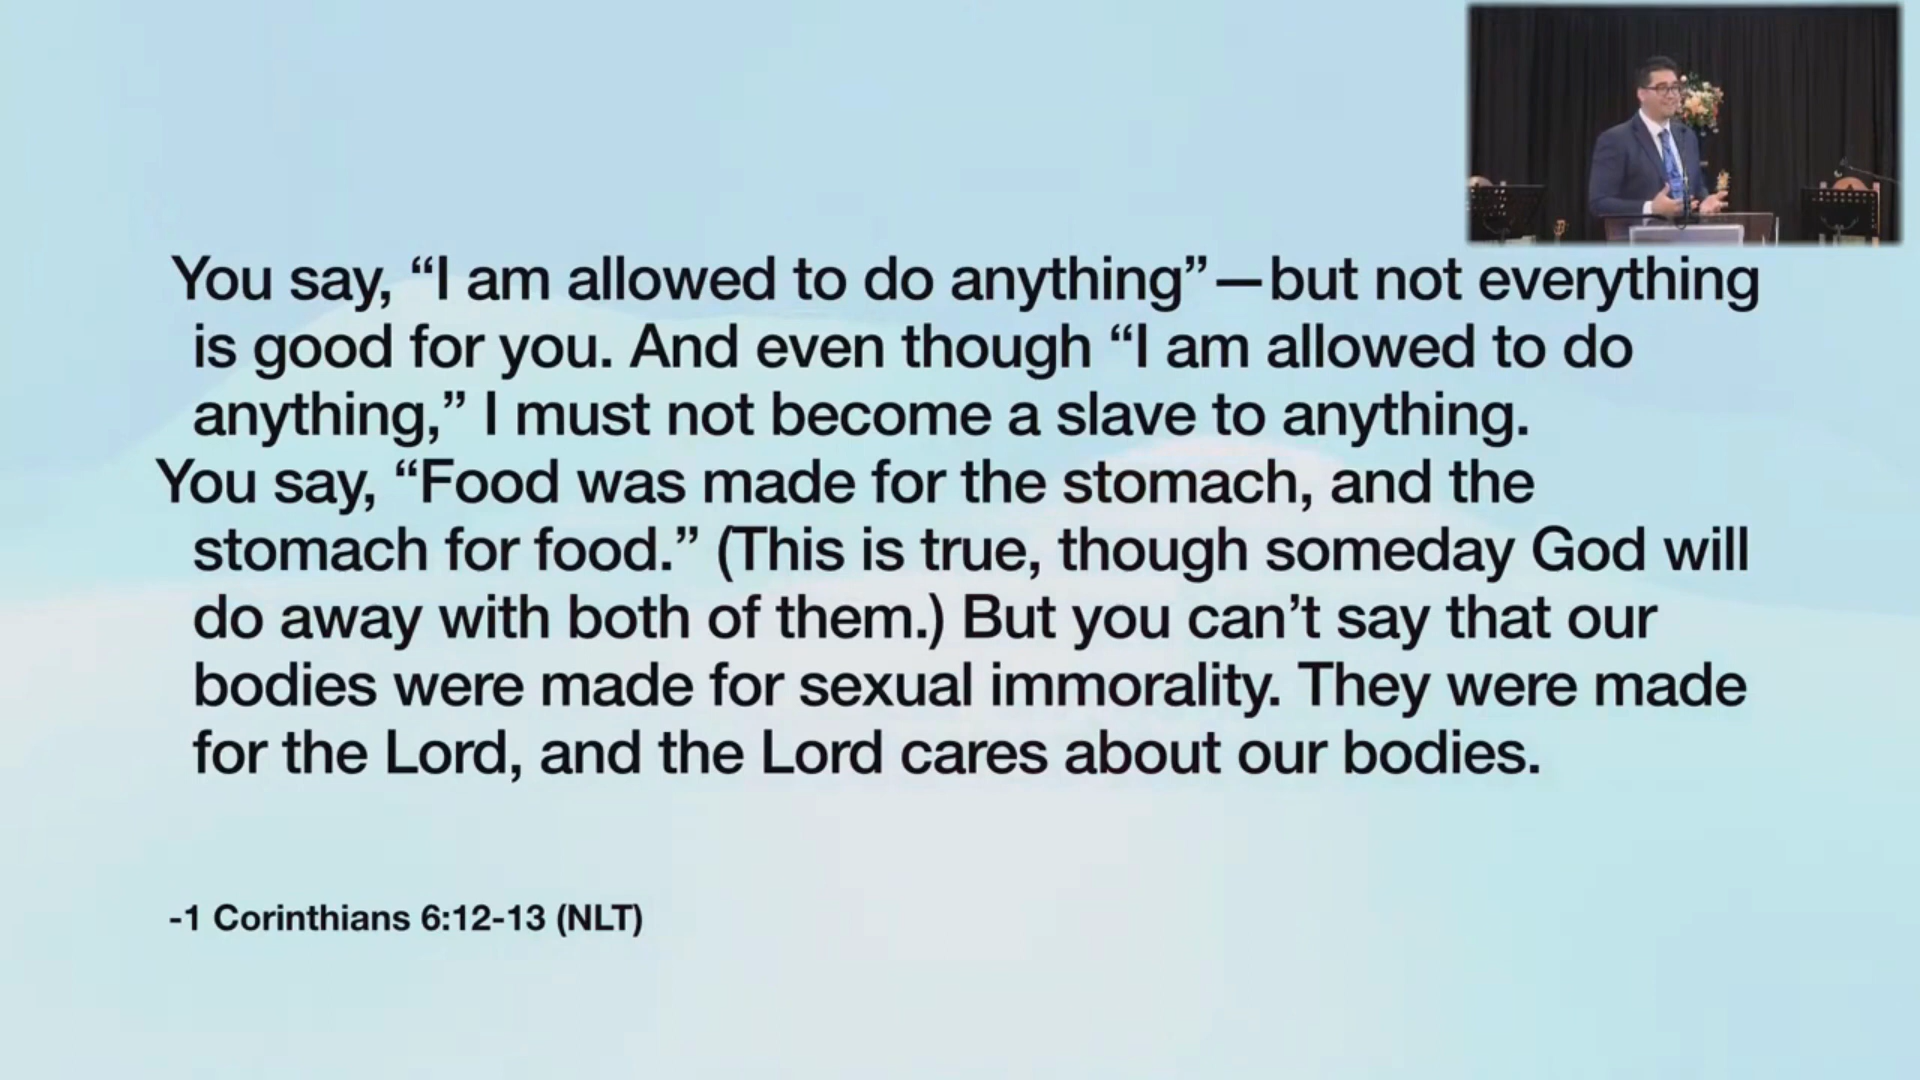 You say, “I am allowed to do anything”—but not everything
is good for you. And even though “I am allowed to do
anything,” I must not become a slave to anything.
You say, “Food was made for the stomach, and the
stomach for food.” (This is true, though someday God will
do away with both of them.) But you can’t say that our
bodies were made for sexual immorality. They were made
for the Lord, and the Lord cares about our bodies.
-1 Corinthians 6:12-13 (NLT)